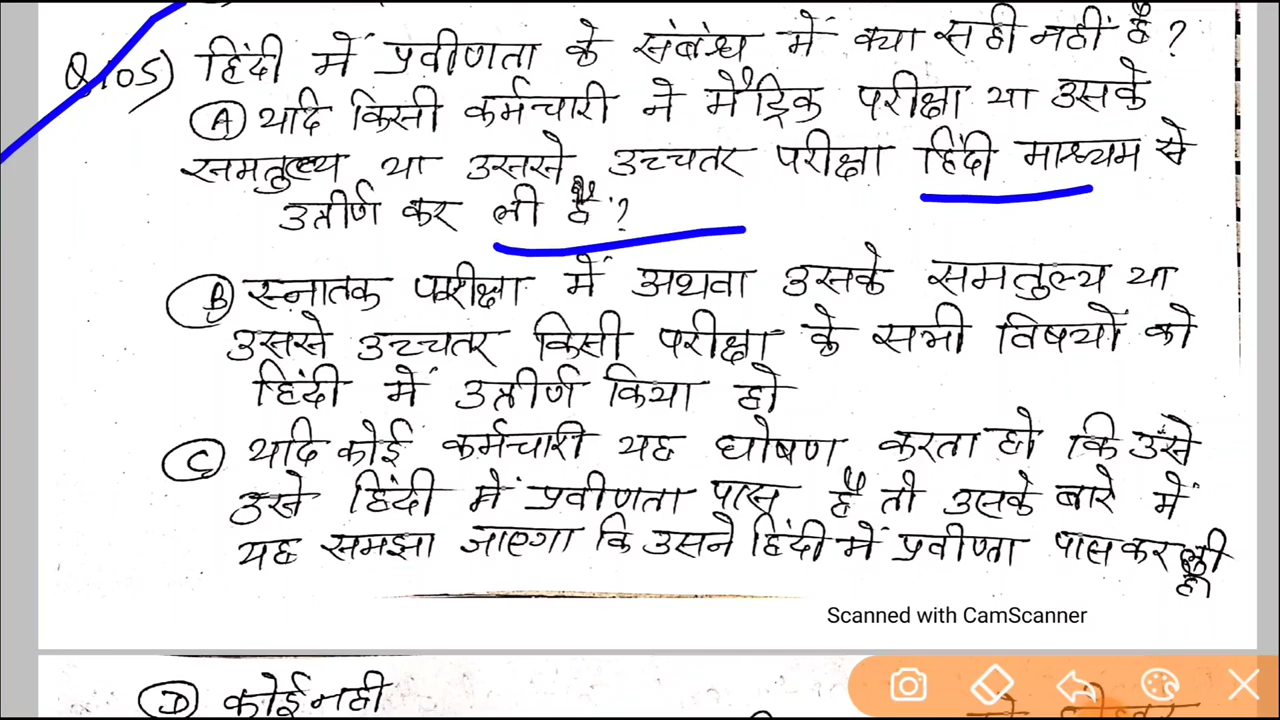 Q.105) हिंदी में प्रवीणता के संबंध में क्या सही नहीं है?
(A) यदि किसी कर्मचारी ने मैट्रिक परीक्षा या उसके
समतुल्य या उससे उच्चतर परीक्षा हिंदी माध्यम से
उत्तीर्ण कर ली है?
(B) स्नातक परीक्षा में अथवा उसके समतुल्य या
उससे उच्चतर किसी परीक्षा के सभी विषयों को
हिंदी में उत्तीर्ण किया हो
(C) यदि कोई कर्मचारी यह घोषण करता हो कि उसे
उसे हिंदी में प्रवीणता पास है तो उसके बारे में
यह समझा जाएगा कि उसने हिंदी में प्रवीणता पास कर ली है
Scanned with CamScanner
(D) कोई नही